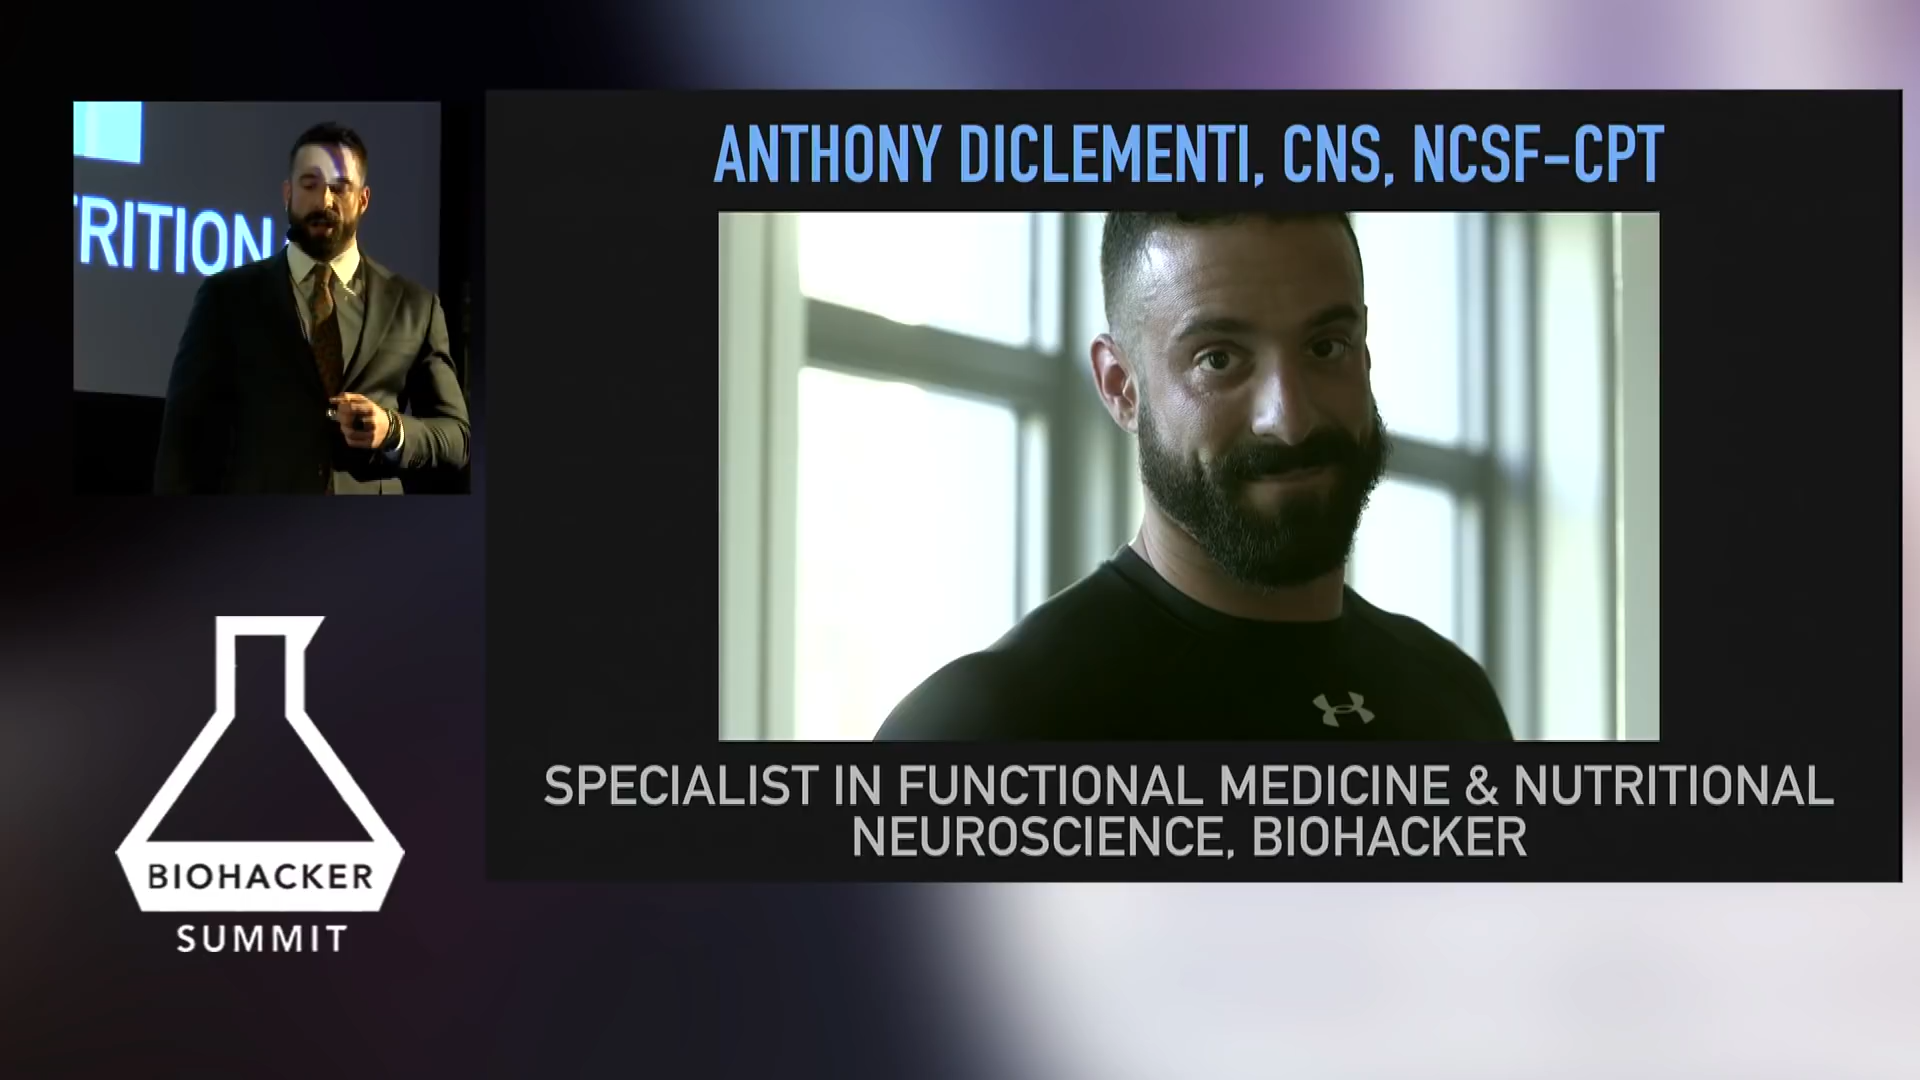 ANTHONY DICLEMENTI, CNS, NCSF-CPT
TRITION
SPECIALIST IN FUNCTIONAL MEDICINE & NUTRITIONAL
NEUROSCIENCE, BIOHACKER
BIOHACKER
SUMMIT